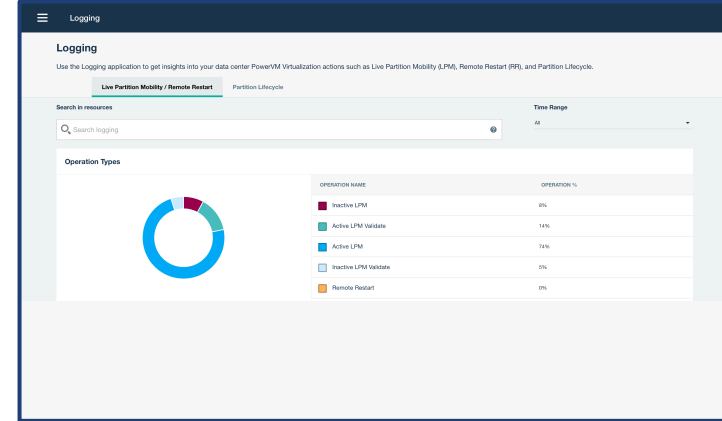 Logging
Logging
Use the Logging application to get insights into your data center PowerVM Virtualization actions such as Live Partition Mobility (LPM), Remote Restart (RR), and Partition Lifecycle.
Live Partition Mobility / Remote Restart Partition Lifecycle
Search in resources Time Range
Search logging All
Operation Types
OPERATION NAME OPERATION %
Inactive LPM 8%
Active LPM Validate 14%
Active LPM 74%
Inactive LPM Validate 5%
Remote Restart 0%